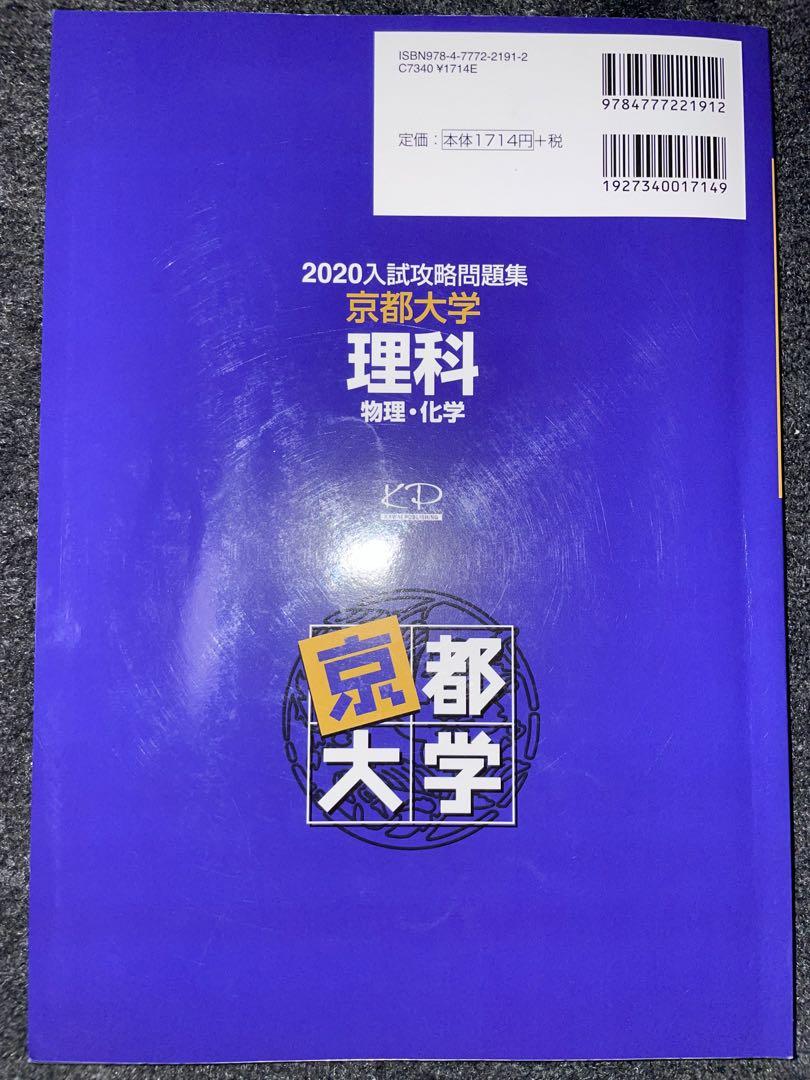 ISBN978-4-7772-2191-2
C7340 ¥1714E
9784777221912
定価：本体1714円+税
1927340017149
2020入試攻略問題集
京都大学
理科
物理・化学
KP
KAWAI PUBLISHING
京都
大学